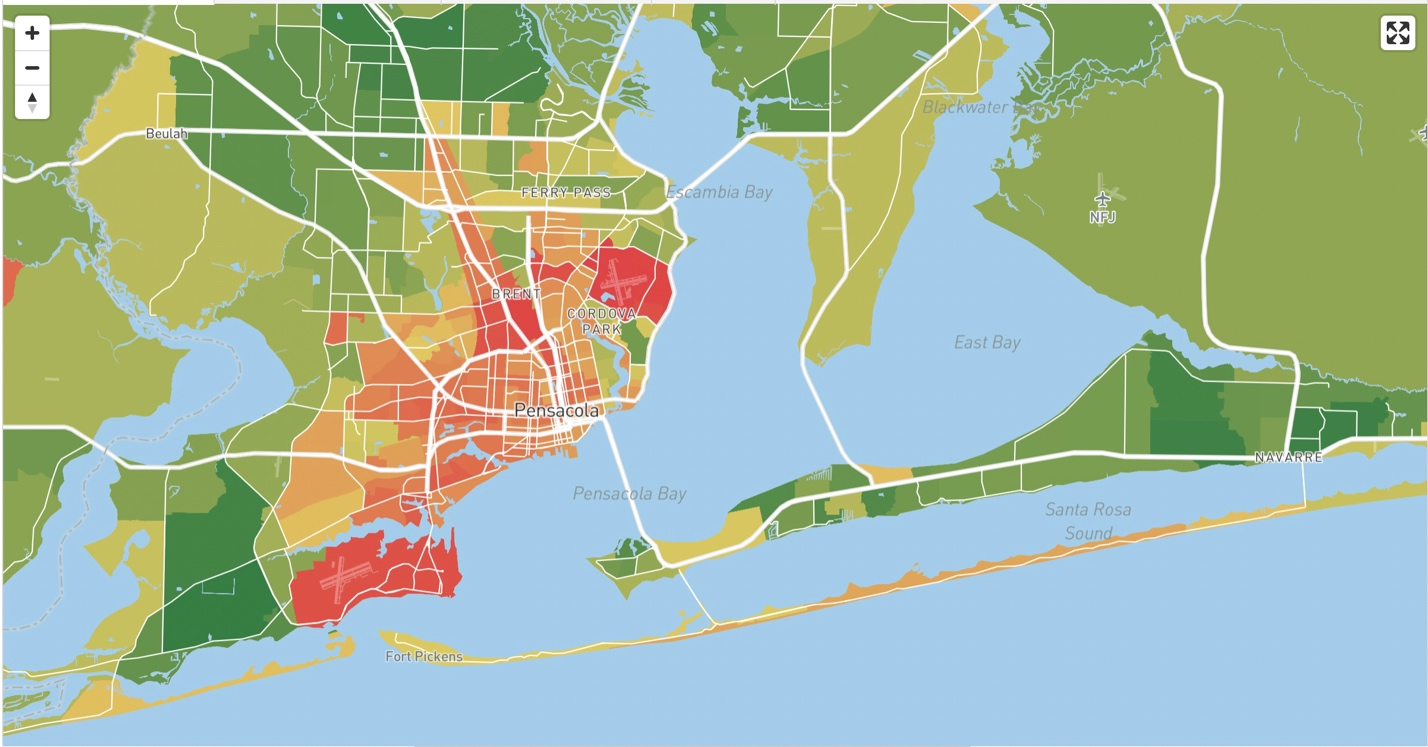 Beulah
Blackwater
FERRY PASS
Escambia Bay
NFJ
BRENT
CORDOVA
PARK
East Bay
Pensacola
NAVARRE
Pensacola Bay
Santa Rosa
Sound
Fort Pickens